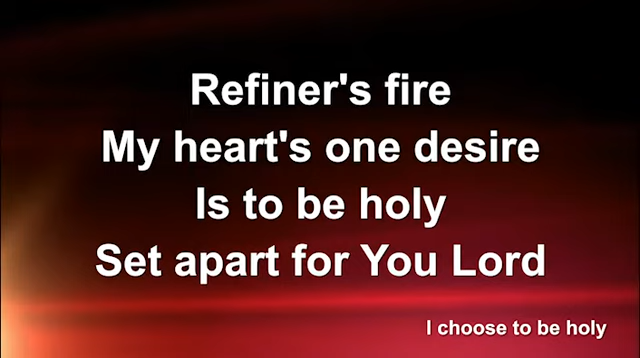 Refiner's fire
My heart's one desire
Is to be holy
Set apart for You Lord
I choose to be holy